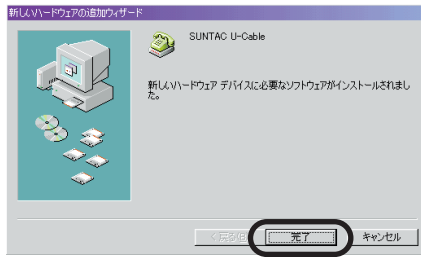 新しいハードウェアの追加ウィザード
SUNTAC U-Cable
新しいハードウェア デバイスに必要なソフトウェアがインストールされまし
た。
< 戻る(B)
完了
キャンセル